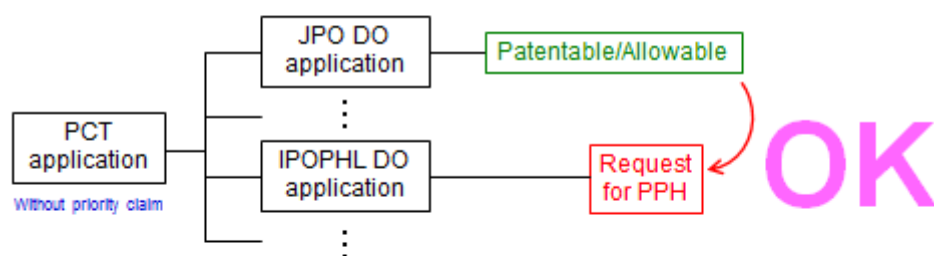 JPO DO
application
Patentable/Allowable
PCT
application
Without priority claim
IPOPHL DO
application
Request
for PPH
OK